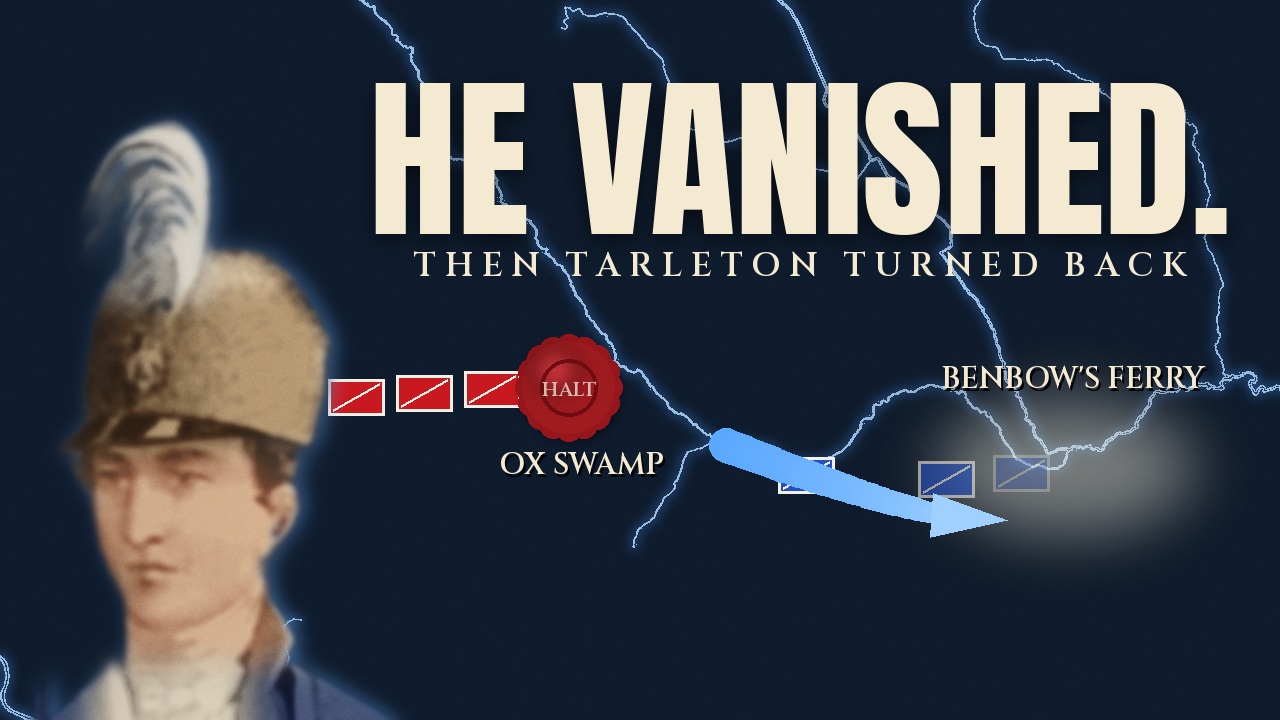 HE VANISHED.
THEN TARLETON TURNED BACK
BENBOW'S FERRY
HALT
OX SWAMP